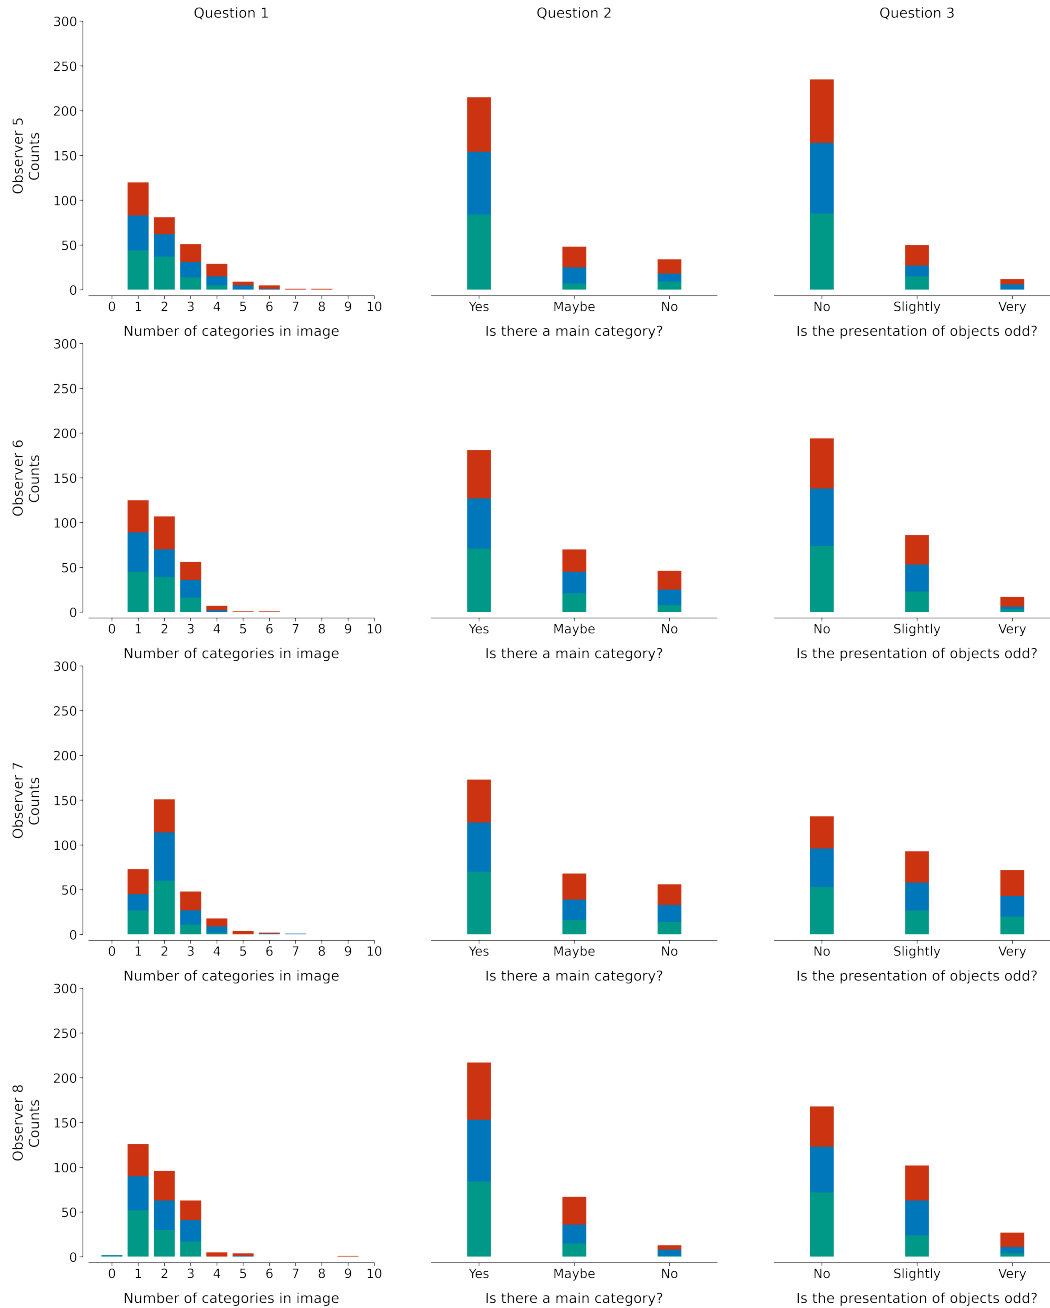 Question 1 Question 2 Question 3
Observer 5
Counts
300
250
200
150
100
50
0
0 1 2 3 4 5 6 7 8 9 10
Number of categories in image
Yes Maybe No
Is there a main category?
No Slightly Very
Is the presentation of objects odd?
Observer 6
Counts
300
250
200
150
100
50
0
0 1 2 3 4 5 6 7 8 9 10
Number of categories in image
Yes Maybe No
Is there a main category?
No Slightly Very
Is the presentation of objects odd?
Observer 7
Counts
300
250
200
150
100
50
0
0 1 2 3 4 5 6 7 8 9 10
Number of categories in image
Yes Maybe No
Is there a main category?
No Slightly Very
Is the presentation of objects odd?
Observer 8
Counts
300
250
200
150
100
50
0
0 1 2 3 4 5 6 7 8 9 10
Number of categories in image
Yes Maybe No
Is there a main category?
No Slightly Very
Is the presentation of objects odd?